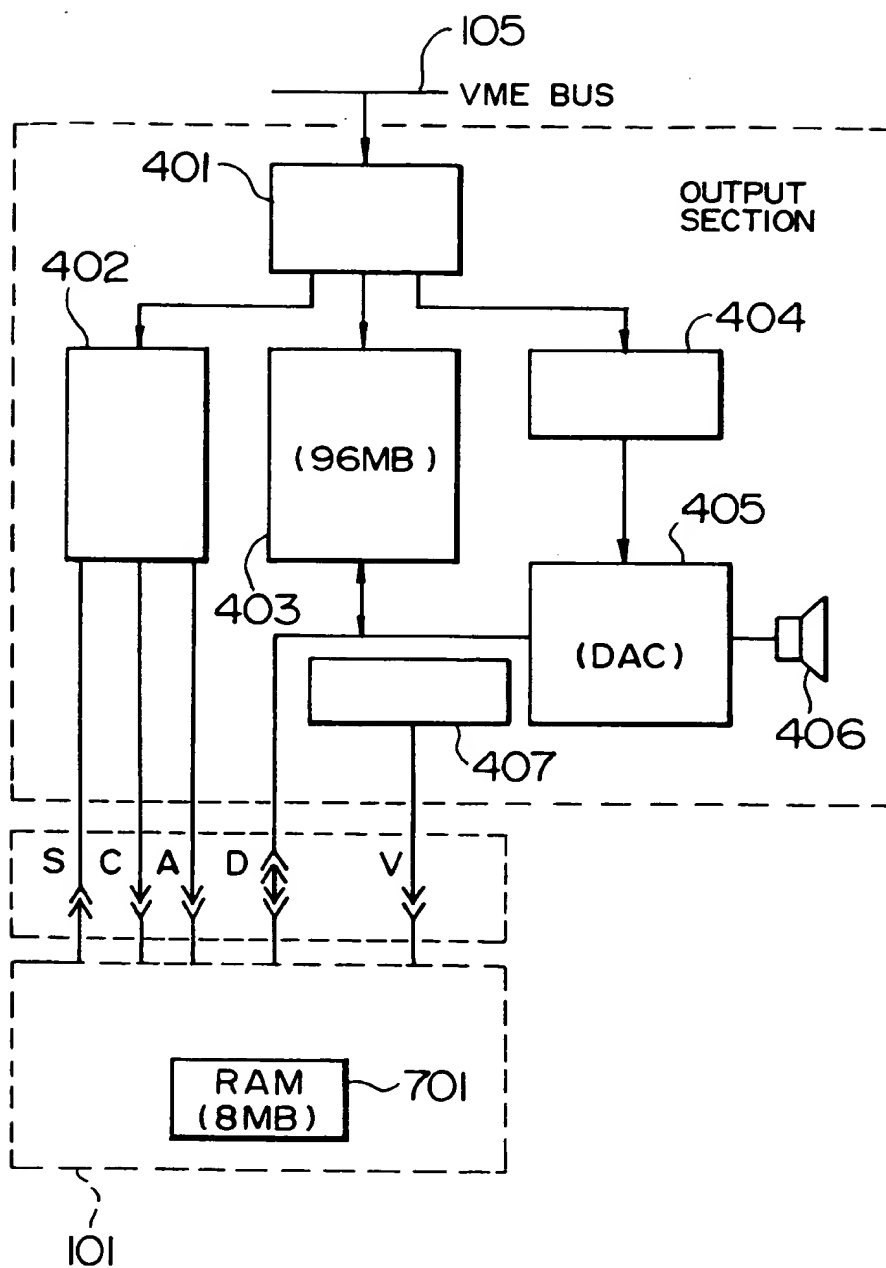 105
VME BUS
401
OUTPUT
SECTION
402
404
(96MB)
405
403
(DAC)
406
407
S C A D V
RAM
(8MB)
701
101